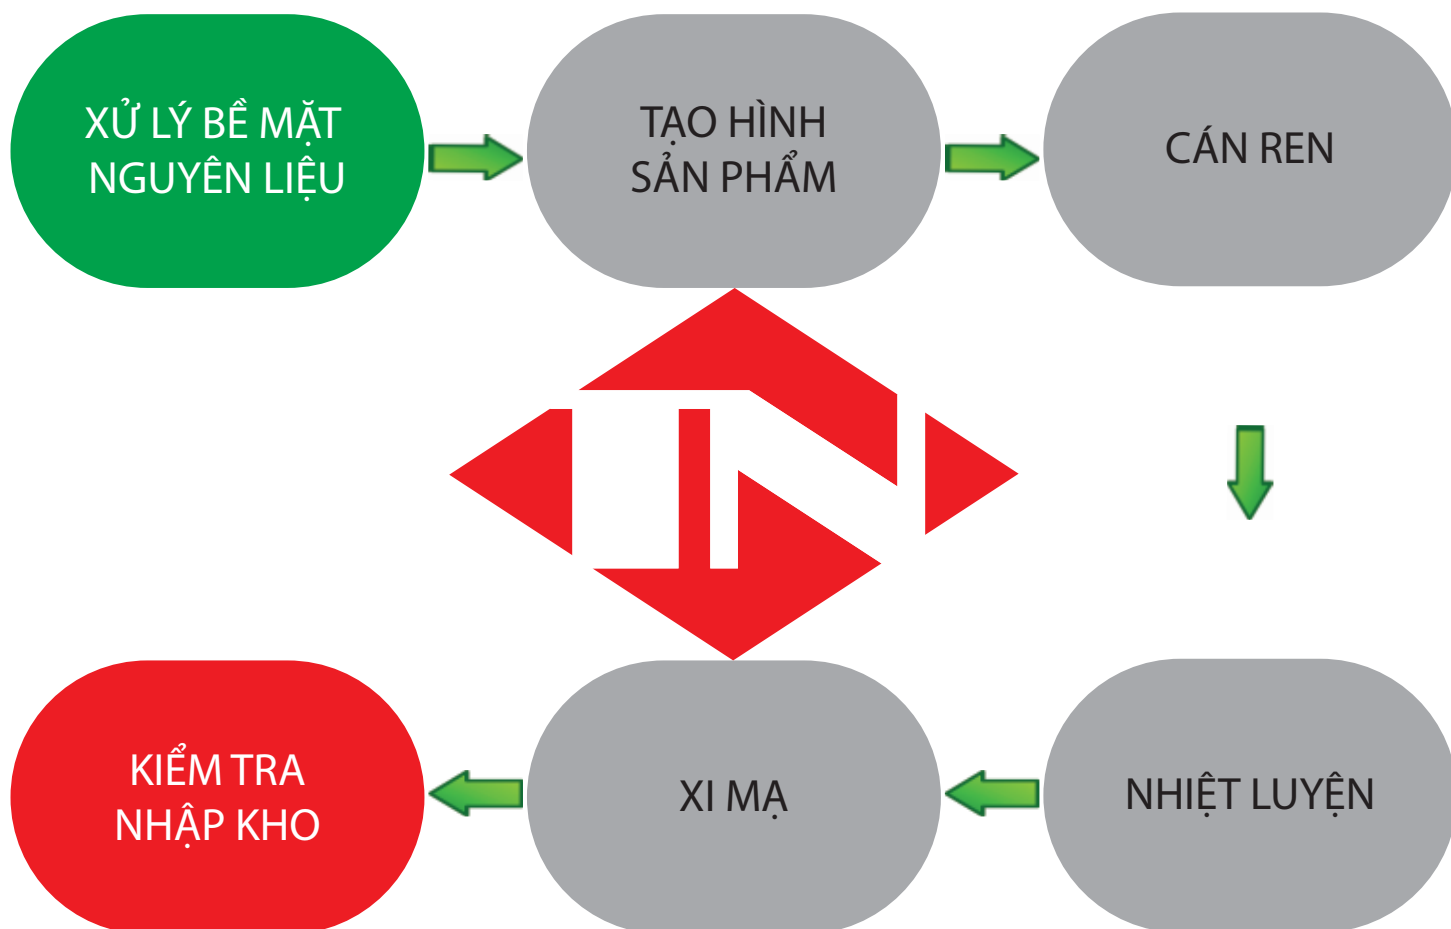 XỬ LÝ BỀ MẶT
NGUYÊN LIỆU
TẠO HÌNH
SẢN PHẨM
CÁN REN
NHIỆT LUYỆN
XI MẠ
KIỂM TRA
NHẬP KHO